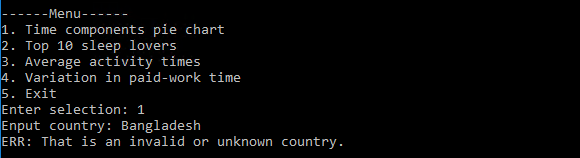 ------Menu------
1. Time components pie chart
2. Top 10 sleep lovers
3. Average activity times
4. Variation in paid-work time
5. Exit
Enter selection: 1
Enput country: Bangladesh
ERR: That is an invalid or unknown country.